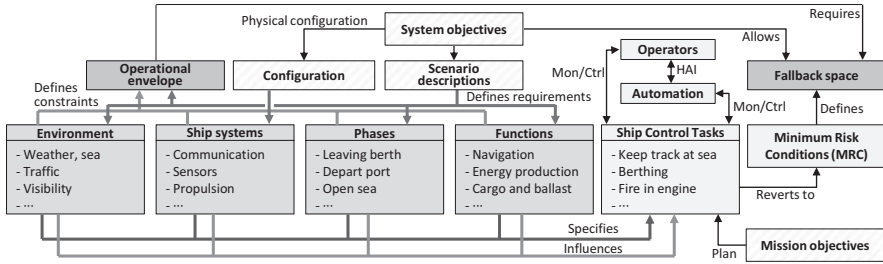 Physical configuration
System objectives
Requires
Allows
Operational
envelope
Configuration
Scenario
descriptions
Operators
HAI
Automation
Mon/Ctrl
Mon/Ctrl
Fallback space
Defines
constraints
Defines requirements
Defines
Environment
- Weather, sea
- Traffic
- Visibility
- ...
Ship systems
- Communication
- Sensors
- Propulsion
- ...
Phases
- Leaving berth
- Depart port
- Open sea
- ...
Functions
- Navigation
- Energy production
- Cargo and ballast
- ...
Ship Control Tasks
- Keep track at sea
- Berthing
- Fire in engine
- ...
Minimum Risk
Conditions (MRC)
Reverts to
Specifies
Influences
Plan
Mission objectives